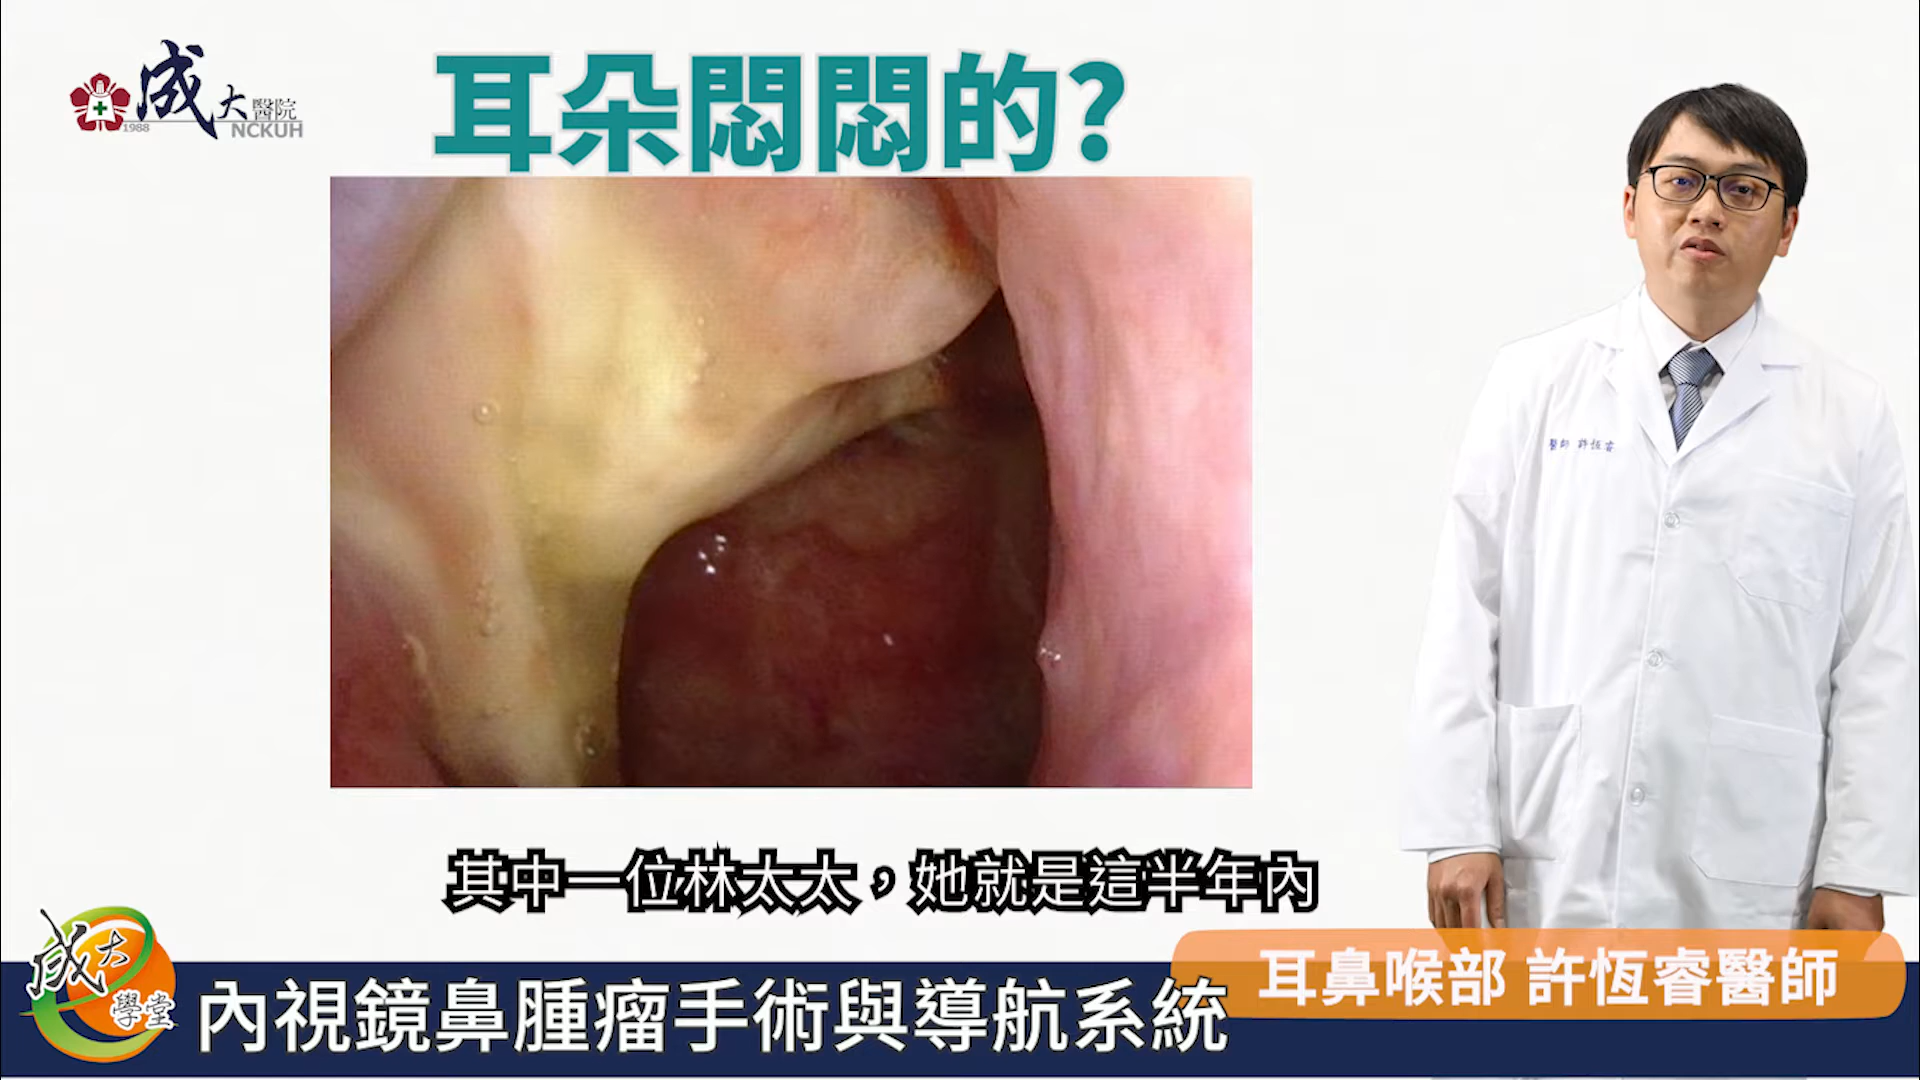 成大醫院
1988
NCKUH
耳朵悶悶的?
醫師 許恆睿
其中一位林太太，她就是這半年內
成大
e學堂
內視鏡鼻腫瘤手術與導航系統
耳鼻喉部 許恆睿醫師